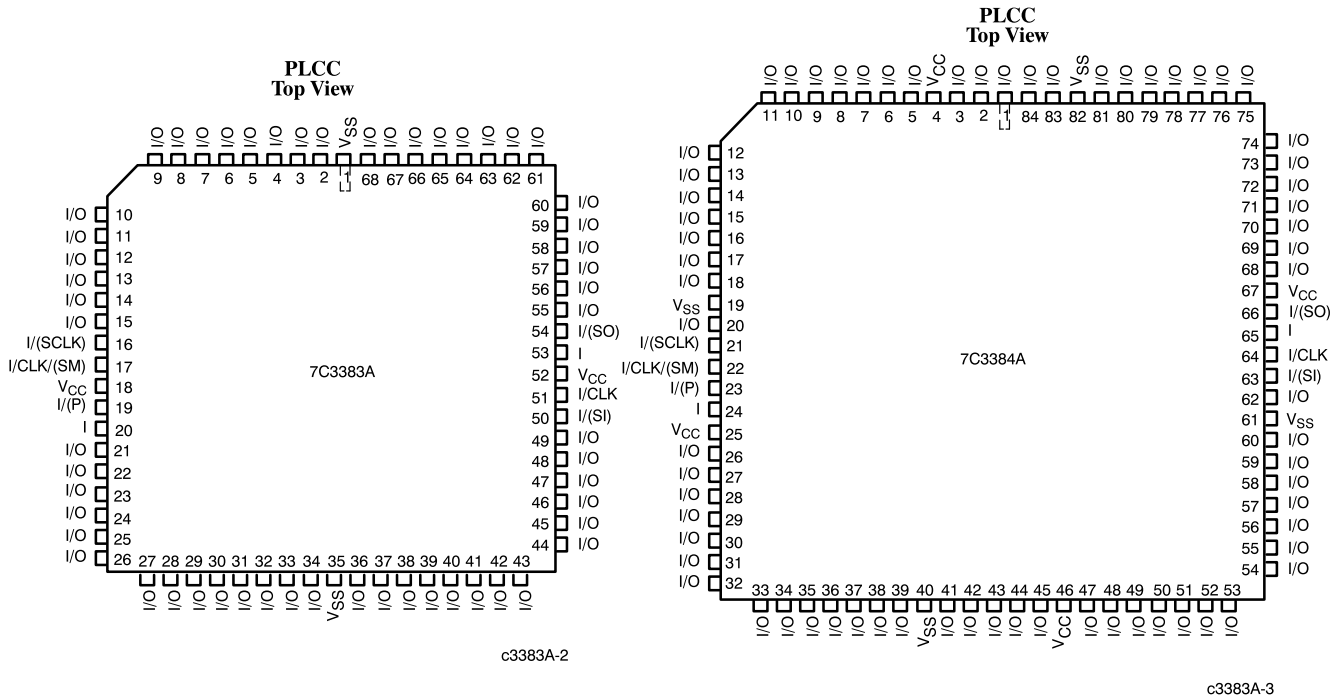 PLCC
Top View
I/O I/O I/O I/O I/O I/O I/O I/O VSS I/O I/O I/O I/O I/O I/O I/O I/O
9 8 7 6 5 4 3 2 1 68 67 66 65 64 63 62 61
I/O 10
I/O 11
I/O 12
I/O 13
I/O 14
I/O 15
I/(SCLK) 16
I/CLK/(SM) 17
VCC 18
I/(P) 19
I 20
I/O 21
I/O 22
I/O 23
I/O 24
I/O 25
I/O 26
7C3383A
60 I/O
59 I/O
58 I/O
57 I/O
56 I/O
55 I/O
54 I/(SO)
53 I
52 VCC
51 I/CLK
50 I/(SI)
49 I/O
48 I/O
47 I/O
46 I/O
45 I/O
44 I/O
27 28 29 30 31 32 33 34 35 36 37 38 39 40 41 42 43
I/O I/O I/O I/O I/O I/O I/O I/O VSS I/O I/O I/O I/O I/O I/O I/O I/O
c3383A-2
PLCC
Top View
I/O I/O I/O I/O I/O I/O I/O VCC I/O I/O I/O I/O I/O VSS I/O I/O I/O I/O I/O I/O I/O
11 10 9 8 7 6 5 4 3 2 1 84 83 82 81 80 79 78 77 76 75
I/O 12
I/O 13
I/O 14
I/O 15
I/O 16
I/O 17
I/O 18
VSS 19
I/O 20
I/(SCLK) 21
I/CLK/(SM) 22
I/(P) 23
I 24
VCC 25
I/O 26
I/O 27
I/O 28
I/O 29
I/O 30
I/O 31
I/O 32
7C3384A
74 I/O
73 I/O
72 I/O
71 I/O
70 I/O
69 I/O
68 I/O
67 VCC
66 I/(SO)
65 I
64 I/CLK
63 I/(SI)
62 I/O
61 VSS
60 I/O
59 I/O
58 I/O
57 I/O
56 I/O
55 I/O
54 I/O
33 34 35 36 37 38 39 40 41 42 43 44 45 46 47 48 49 50 51 52 53
I/O I/O I/O I/O I/O I/O I/O VSS I/O I/O I/O I/O I/O VCC I/O I/O I/O I/O I/O I/O I/O
c3383A-3